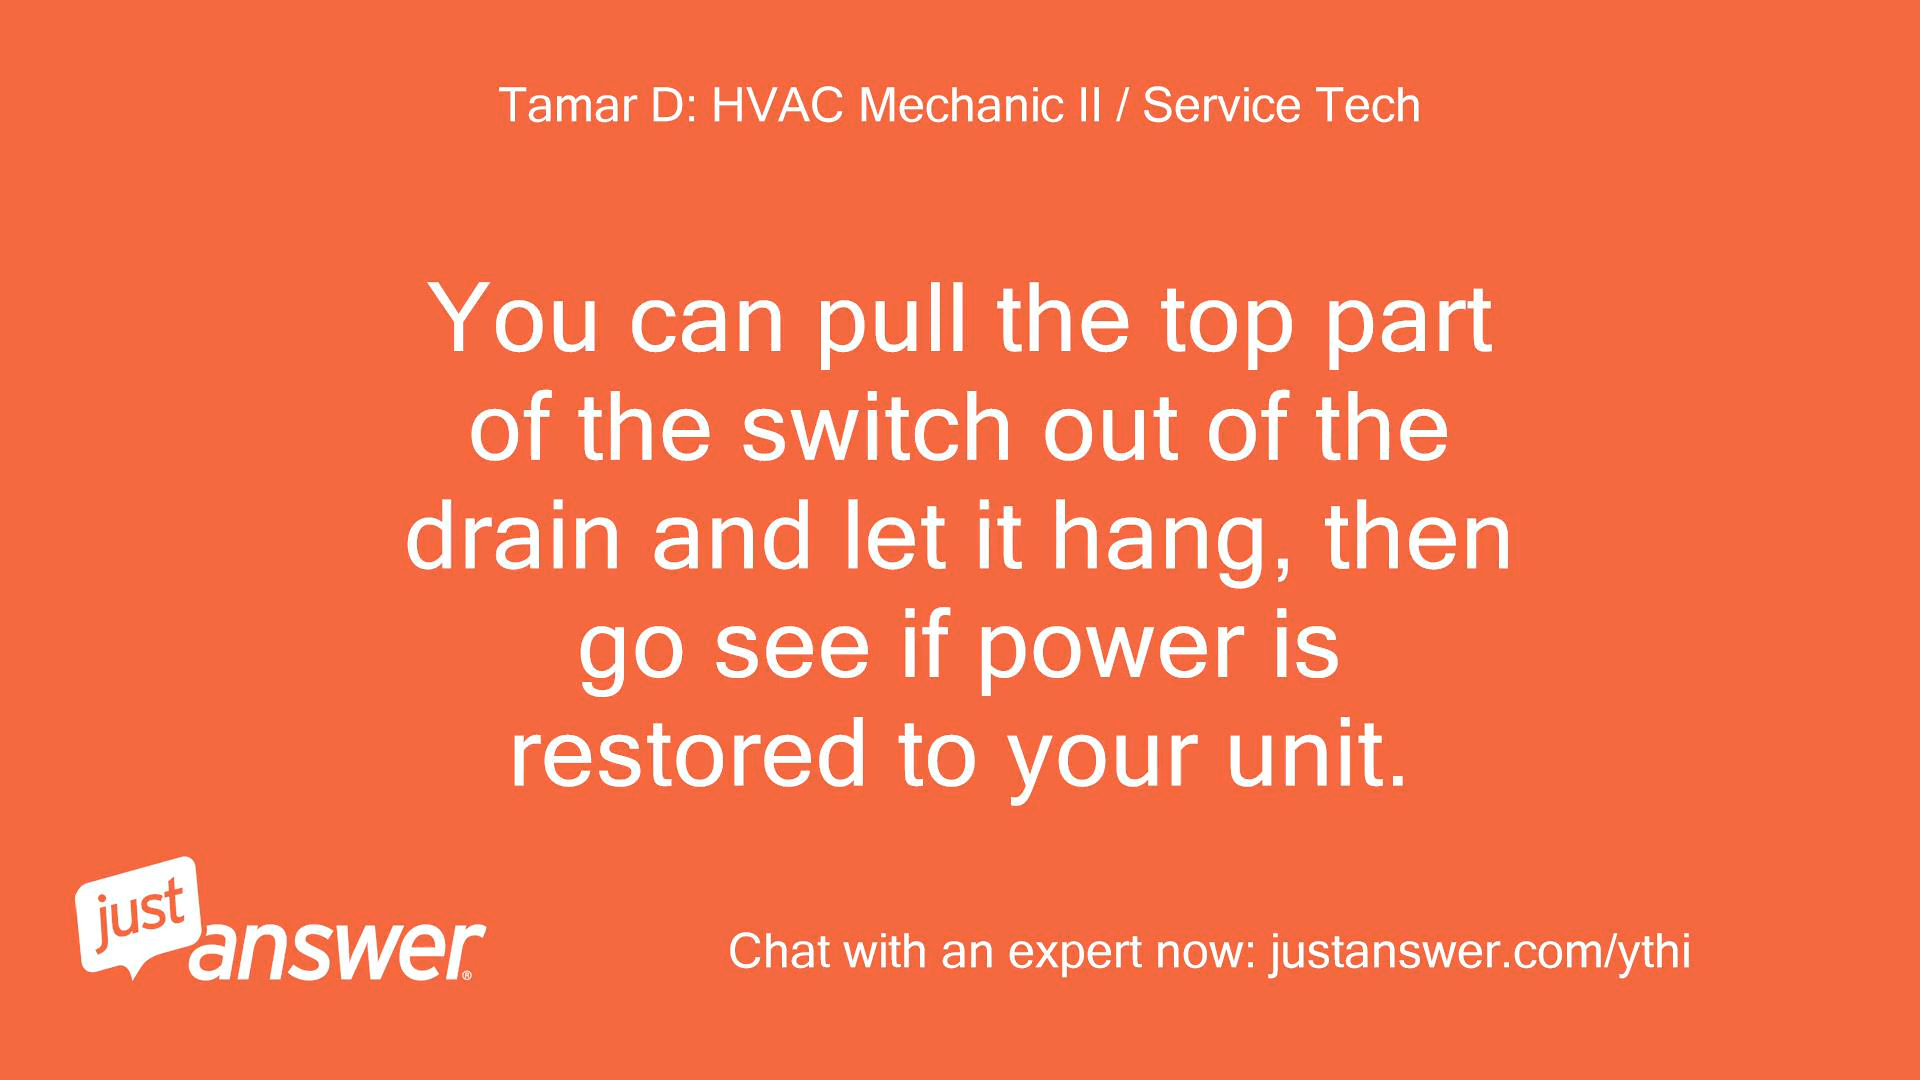 Tamar D: HVAC Mechanic II / Service Tech
You can pull the top part
of the switch out of the
drain and let it hang, then
go see if power is
restored to your unit.
just
answer®
Chat with an expert now: justanswer.com/ythi